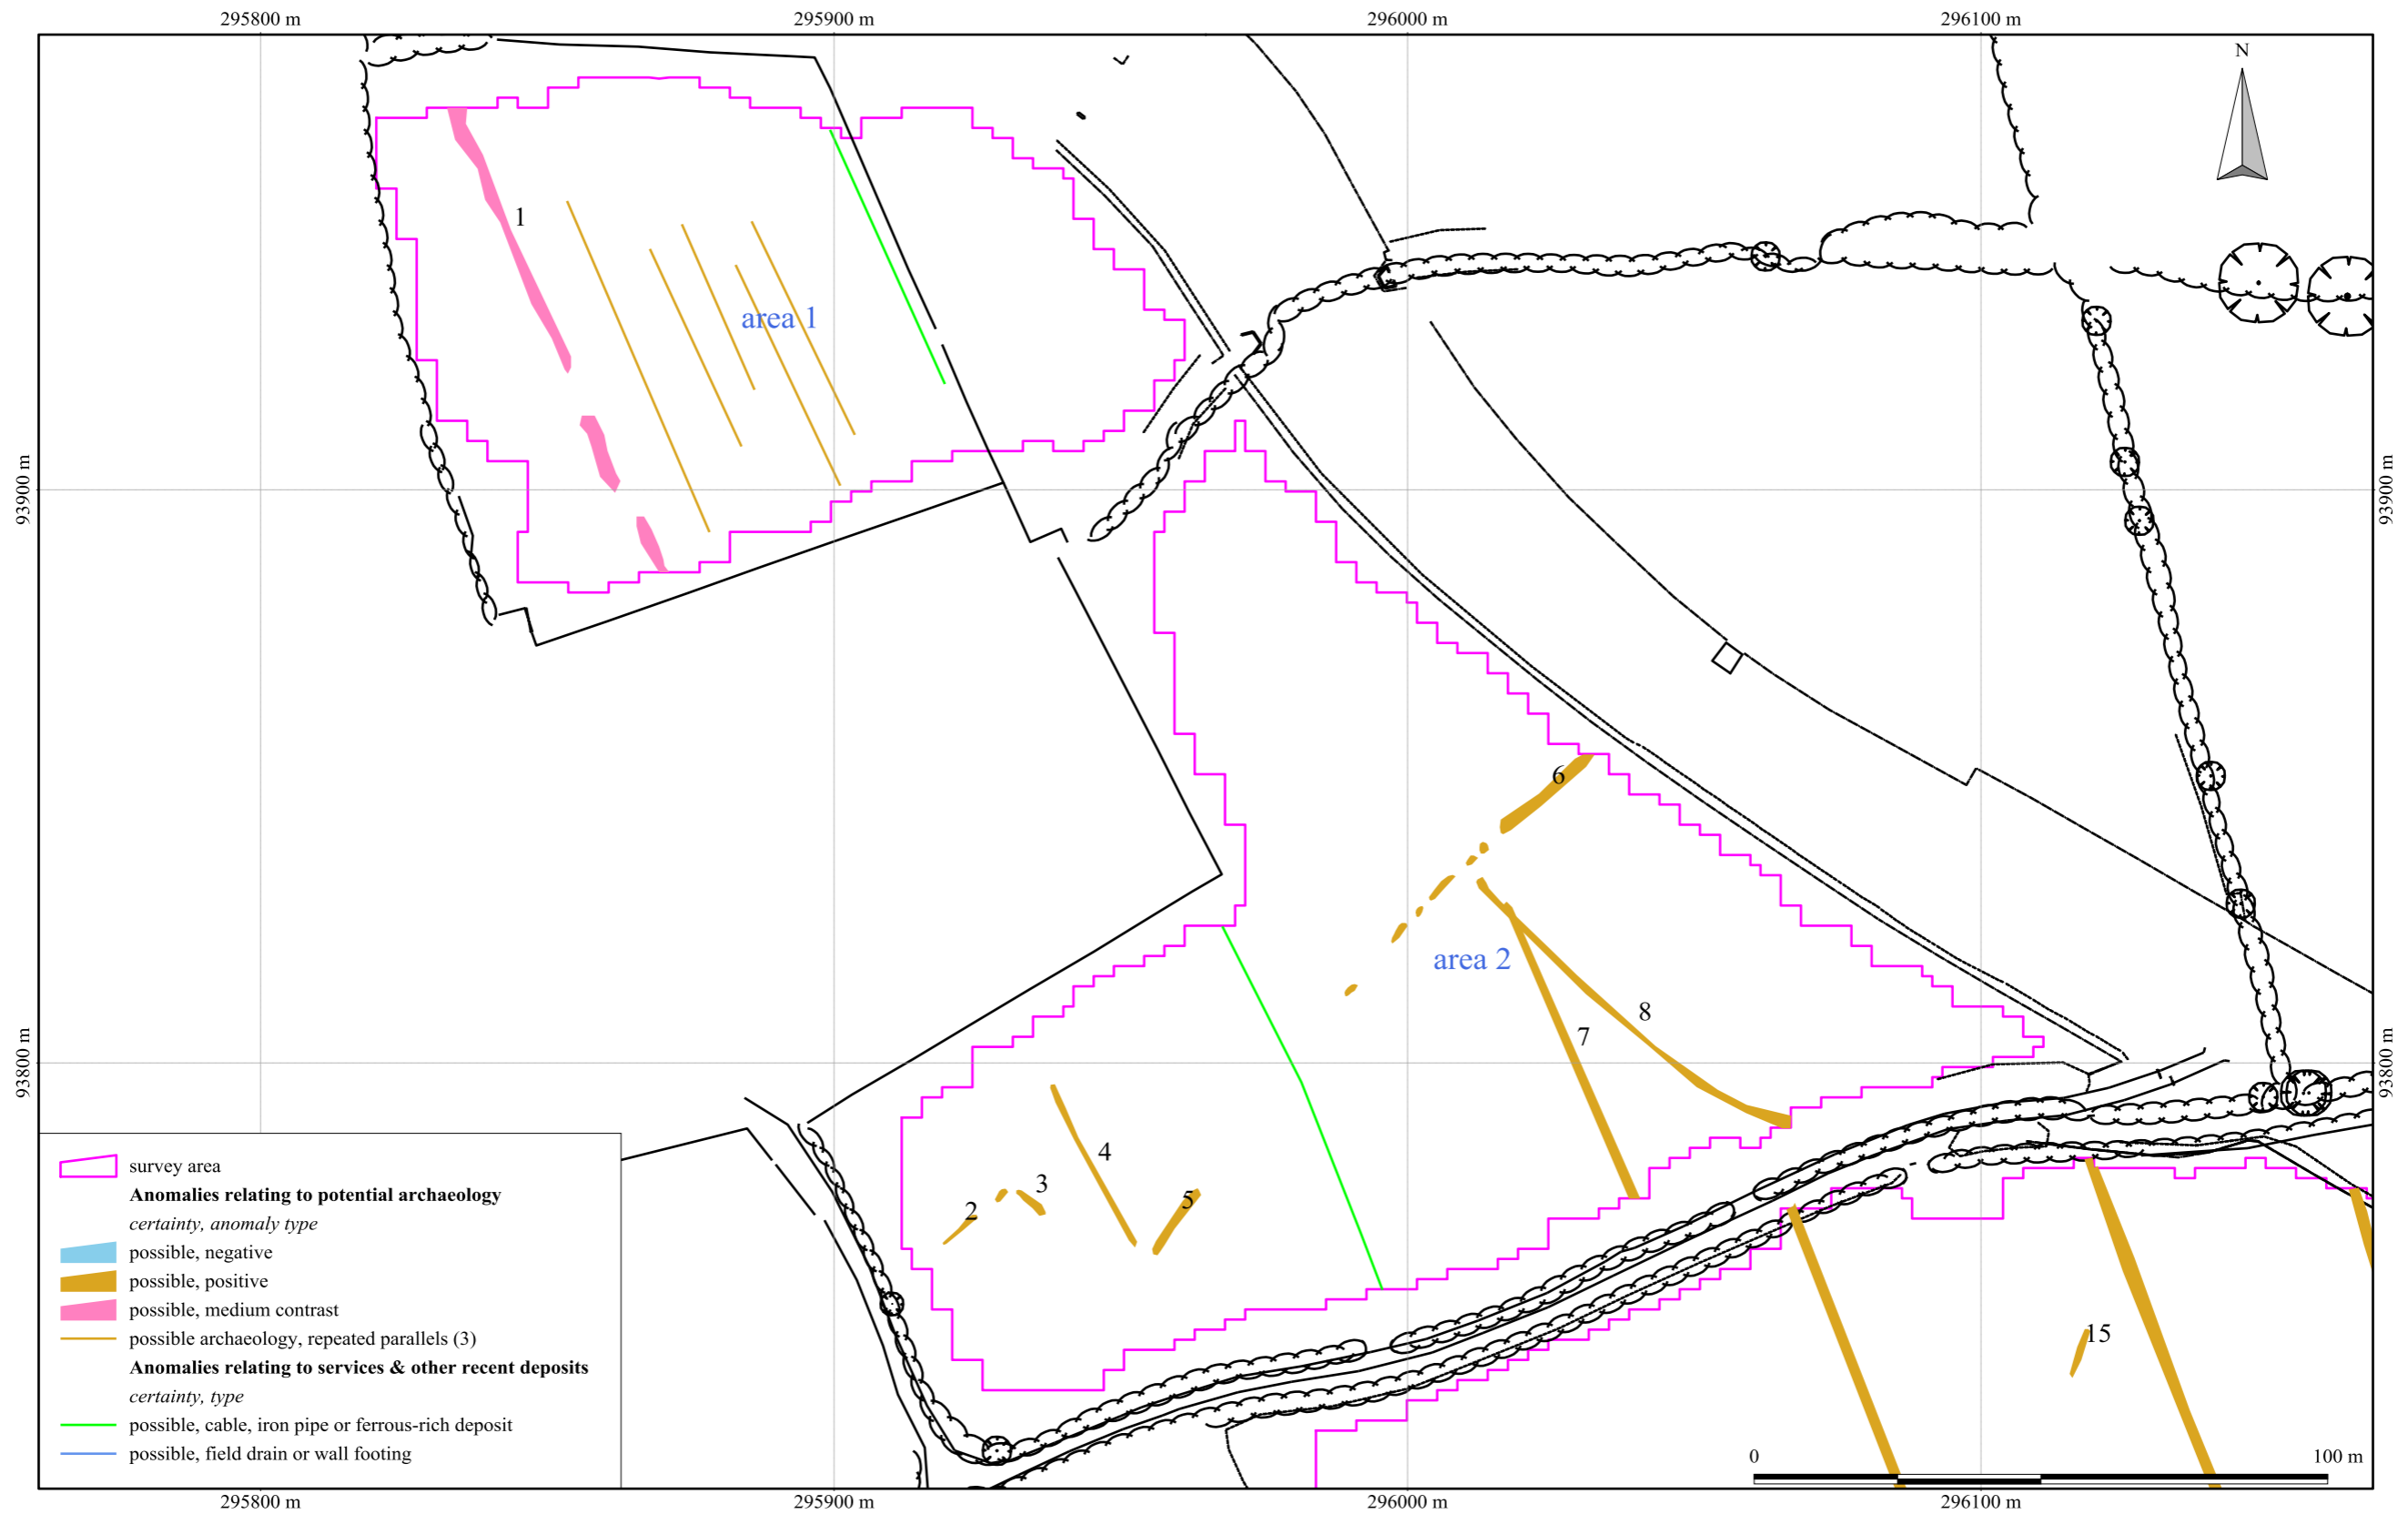 295800 m
295900 m
296000 m
296100 m
N
1
area 1
93900 m
93900 m
6
area 2
8
7
93800 m
93800 m
4
3
5
2
15
survey area
Anomalies relating to potential archaeology
certainty, anomaly type
possible, negative
possible, positive
possible, medium contrast
possible archaeology, repeated parallels (3)
Anomalies relating to services & other recent deposits
certainty, type
possible, cable, iron pipe or ferrous-rich deposit
possible, field drain or wall footing
0
100 m
295800 m
295900 m
296000 m
296100 m